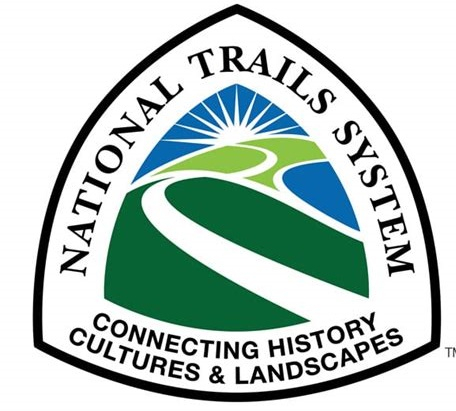 NATIONAL TRAILS SYSTEM
CONNECTING HISTORY
CULTURES & LANDSCAPES
TM